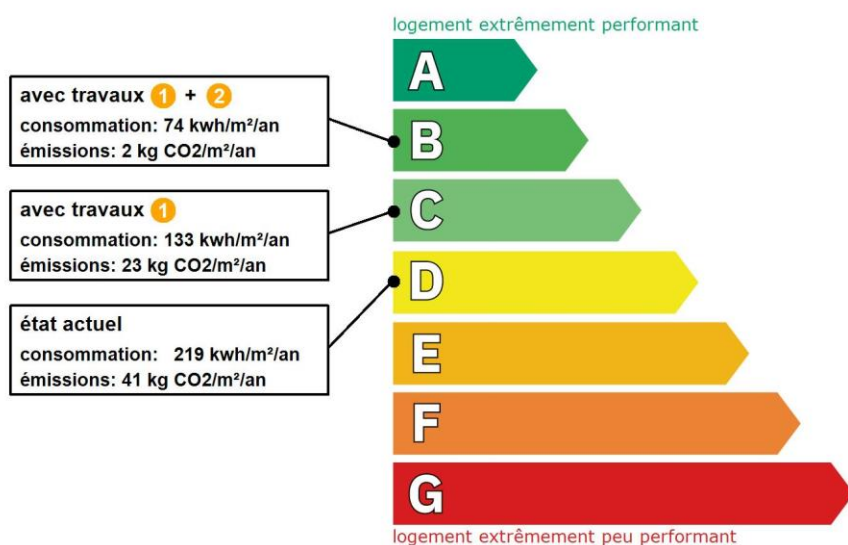 logement extrêmement performant
A
avec travaux 1 + 2
consommation: 74 kwh/m²/an
émissions: 2 kg CO2/m²/an
B
avec travaux 1
consommation: 133 kwh/m²/an
émissions: 23 kg CO2/m²/an
C
D
état actuel
consommation: 219 kwh/m²/an
émissions: 41 kg CO2/m²/an
E
F
G
logement extrêmement peu performant